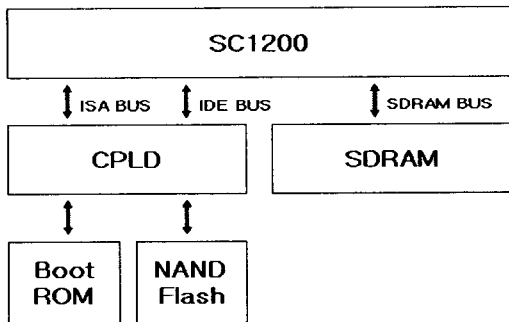 SC1200
ISA BUS
IDE BUS
SDRAM BUS
CPLD
SDRAM
Boot
ROM
NAND
Flash